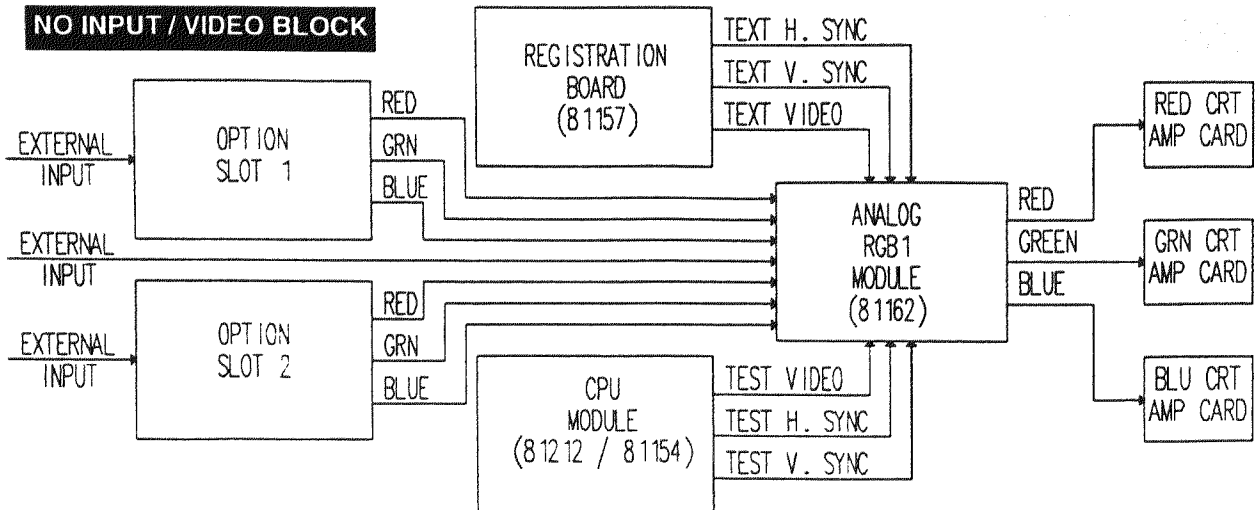 NO INPUT / VIDEO BLOCK
EXTERNAL
INPUT
OPTION
SLOT 1
RED
GRN
BLUE
EXTERNAL
INPUT
EXTERNAL
INPUT
OPTION
SLOT 2
RED
GRN
BLUE
REGISTRATION
BOARD
(81157)
TEXT H. SYNC
TEXT V. SYNC
TEXT VIDEO
CPU
MODULE
(81212 / 81154)
TEST VIDEO
TEST H. SYNC
TEST V. SYNC
ANALOG
RGB1
MODULE
(81162)
RED
GREEN
BLUE
RED CRT
AMP CARD
GRN CRT
AMP CARD
BLU CRT
AMP CARD